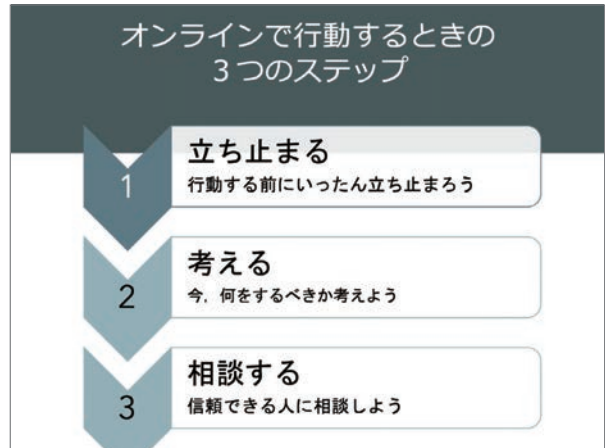 オンラインで行動するときの
3つのステップ
1
立ち止まる
行動する前にいったん立ち止まろう
2
考える
今，何をするべきか考えよう
3
相談する
信頼できる人に相談しよう